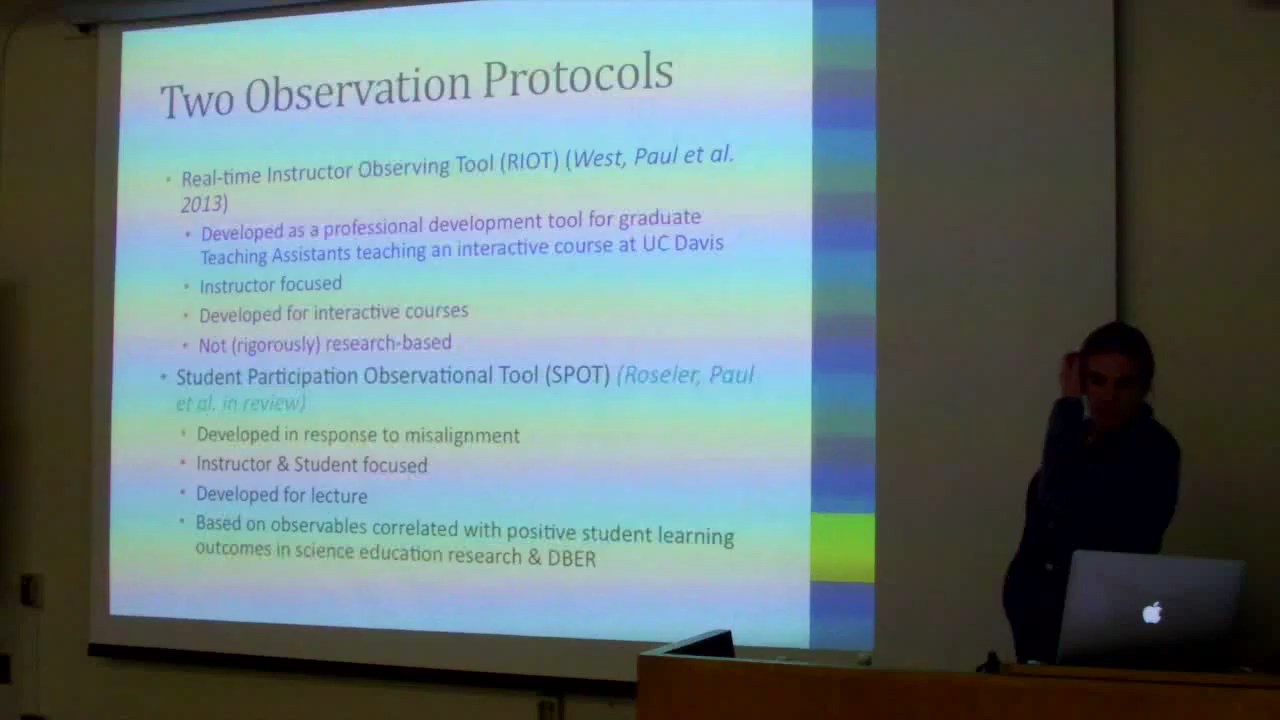 Two Observation Protocols
• Real-time Instructor Observing Tool (RIOT) (West, Paul et al.
2013)
• Developed as a professional development tool for graduate
Teaching Assistants teaching an interactive course at UC Davis
• Instructor focused
• Developed for interactive courses
• Not (rigorously) research-based
• Student Participation Observational Tool (SPOT) (Roseler, Paul
et al. in review)
• Developed in response to misalignment
• Instructor & Student focused
• Developed for lecture
• Based on observables correlated with positive student learning
outcomes in science education research & DBER